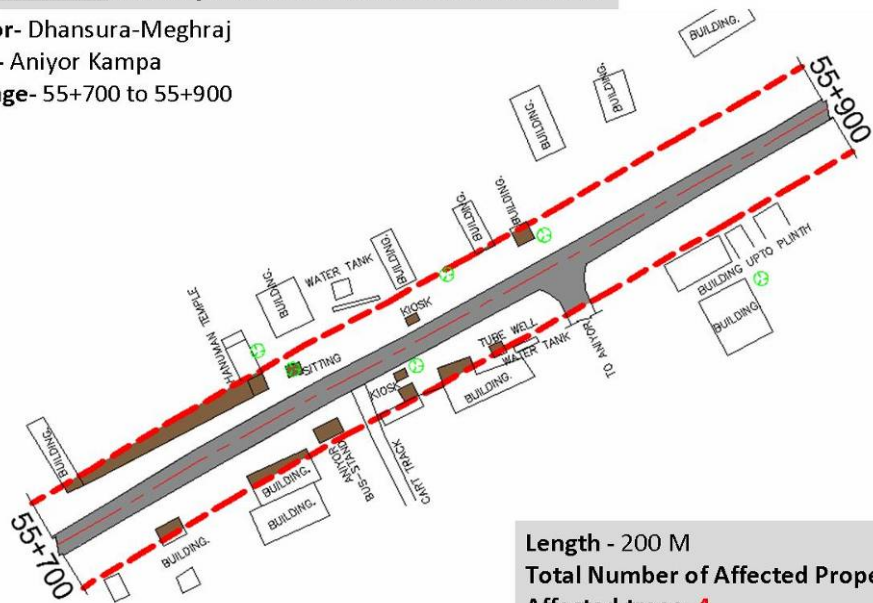 or- Dhansura-Meghraj
- Aniyor Kampa
age- 55+700 to 55+900
BUILDING.
55+900
BUILDING.
BUILDING.
BUILDING.
BUILDING.
BUILDING.
WATER TANK
BUILDING.
HANUMAN TEMPLE
KIOSK
SITTING
TUBE WELL
WATER TANK
TO ANIYOR
BUILDING UPTO PLINTH
BUILDING.
KIOSK
BUILDING.
BUILDING.
ANIYOR
BUS-STAND
CART TRACK
BUILDING.
BUILDING.
BUILDING.
55+700
Length - 200 M
Total Number of Affected Prope